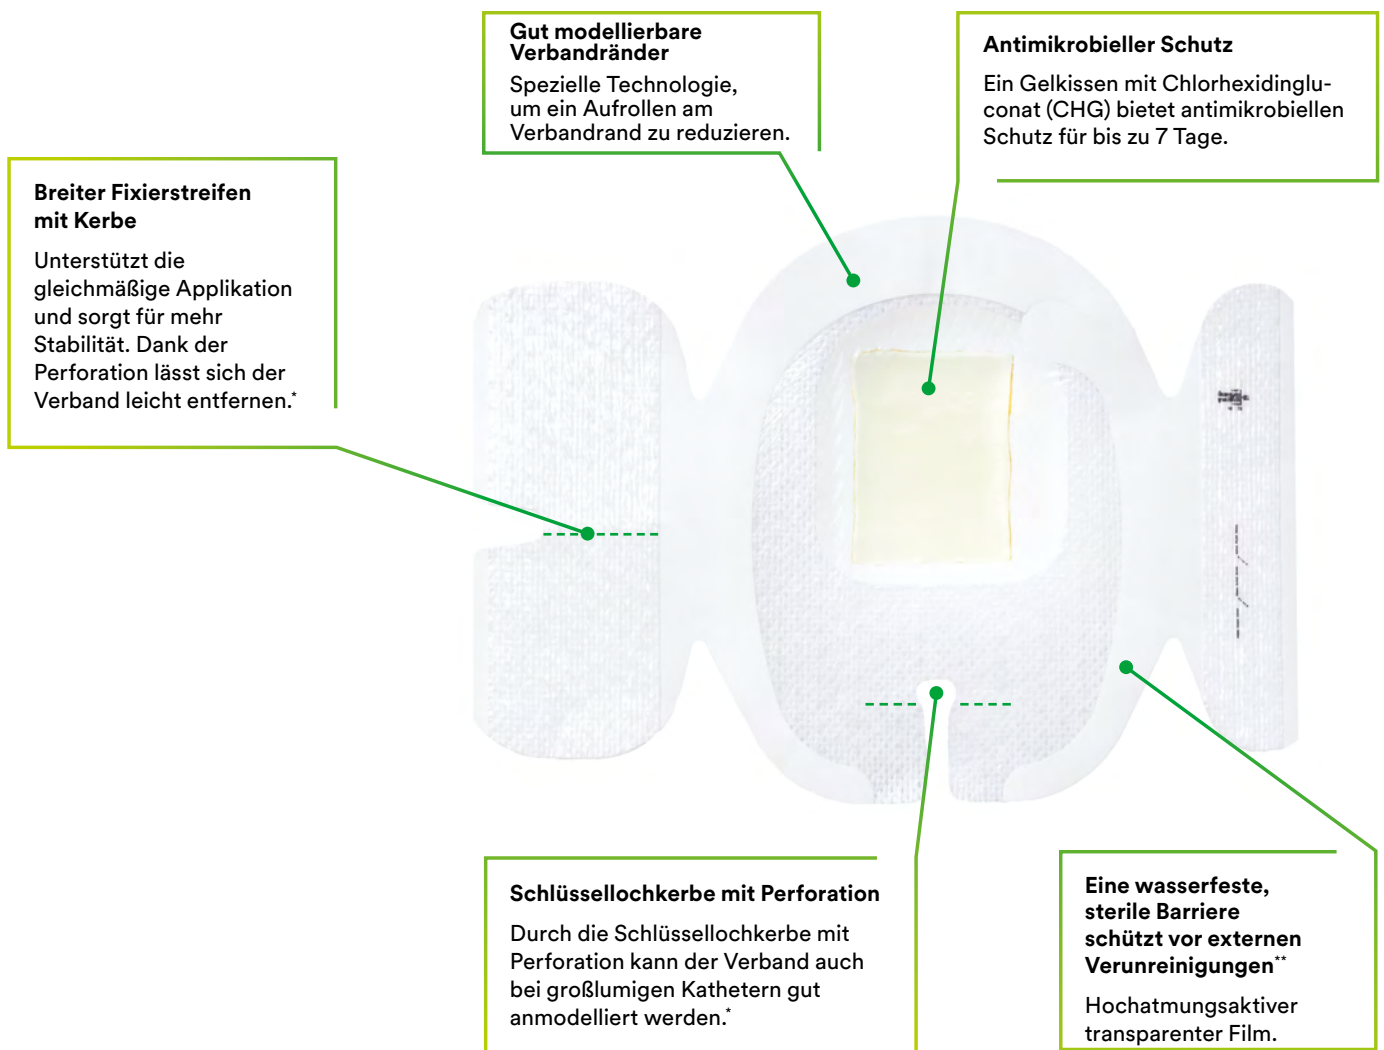 Gut modellierbare
Verbandränder
Spezielle Technologie,
um ein Aufrollen am
Verbandrand zu reduzieren.
Antimikrobieller Schutz
Ein Gelkissen mit Chlorhexidinglu-
conat (CHG) bietet antimikrobiellen
Schutz für bis zu 7 Tage.
Breiter Fixierstreifen
mit Kerbe
Unterstützt die
gleichmäßige Applikation
und sorgt für mehr
Stabilität. Dank der
Perforation lässt sich der
Verband leicht entfernen.*
Schlüssellochkerbe mit Perforation
Durch die Schlüssellochkerbe mit
Perforation kann der Verband auch
bei großlumigen Kathetern gut
anmodelliert werden.*
Eine wasserfeste,
sterile Barriere
schützt vor externen
Verunreinigungen**
Hochatmungsaktiver
transparenter Film.